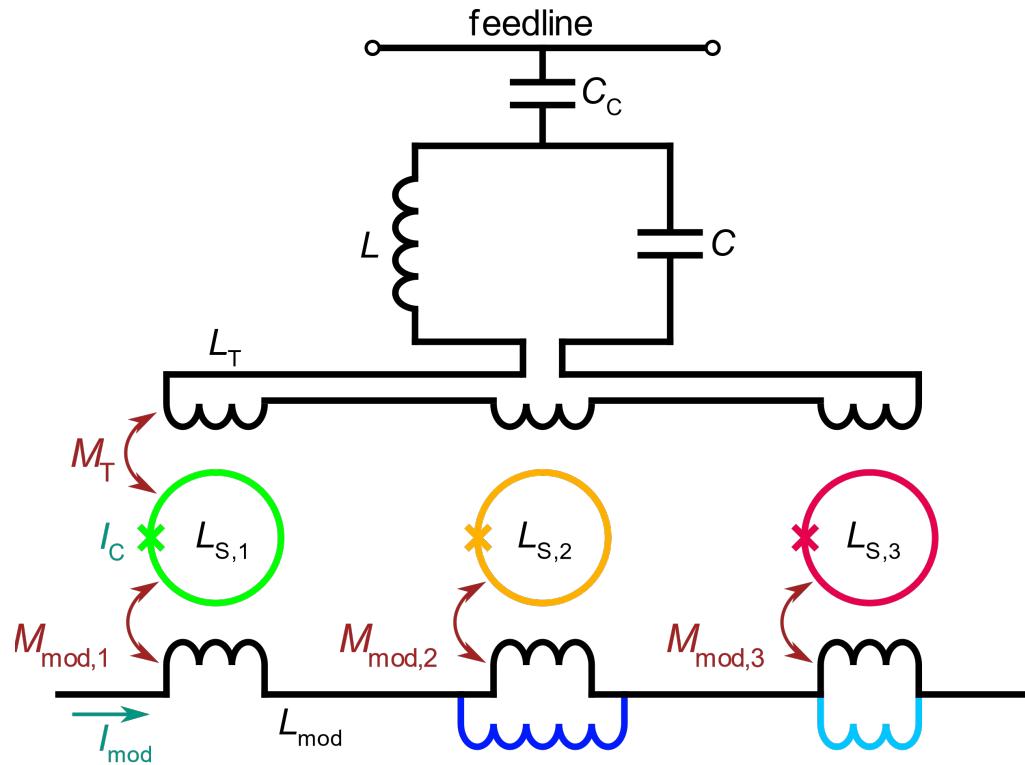 feedline
C_C
L
C
L_T
M_T
I_C
L_S,1
L_S,2
L_S,3
M_mod,1
M_mod,2
M_mod,3
I_mod
L_mod